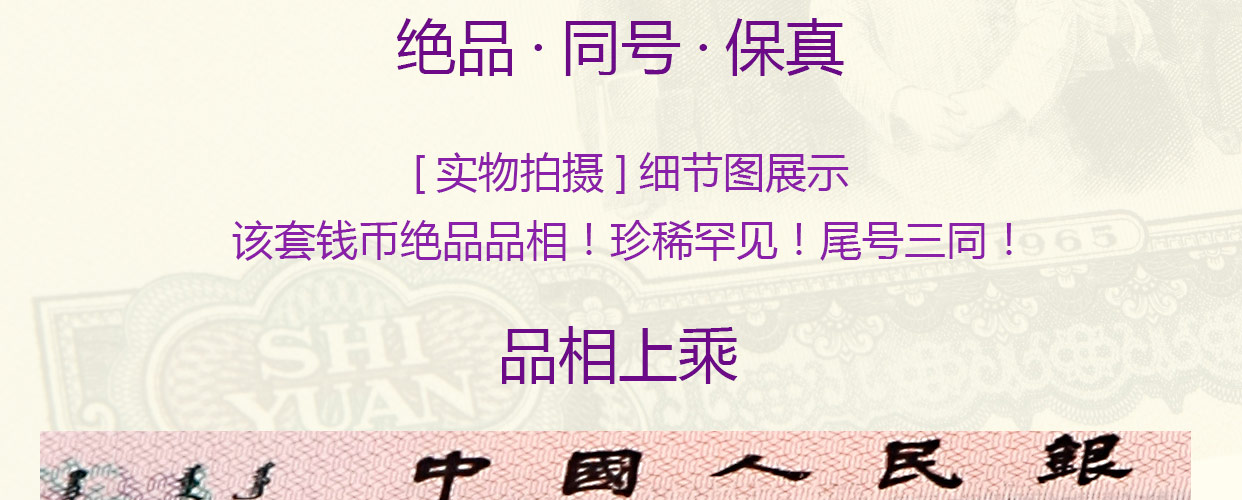 绝品·同号·保真
[ 实物拍摄 ] 细节图展示
该套钱币绝品品相！珍稀罕见！尾号三同！
196
品相上乘
SHI
YUAN
中國人民銀